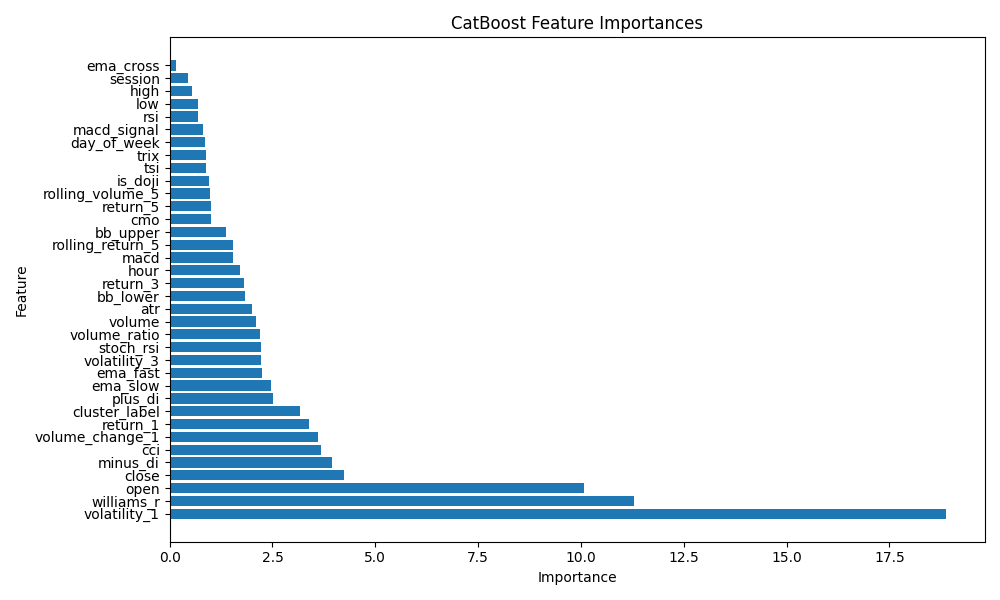 CatBoost Feature Importances
Feature
ema_cross
session
high
low
rsi
macd_signal
day_of_week
trix
tsi
is_doji
rolling_volume_5
return_5
cmo
bb_upper
rolling_return_5
macd
hour
return_3
bb_lower
atr
volume
volume_ratio
stoch_rsi
volatility_3
ema_fast
ema_slow
plus_di
cluster_label
return_1
volume_change_1
cci
minus_di
close
open
williams_r
volatility_1
0.0 2.5 5.0 7.5 10.0 12.5 15.0 17.5
Importance